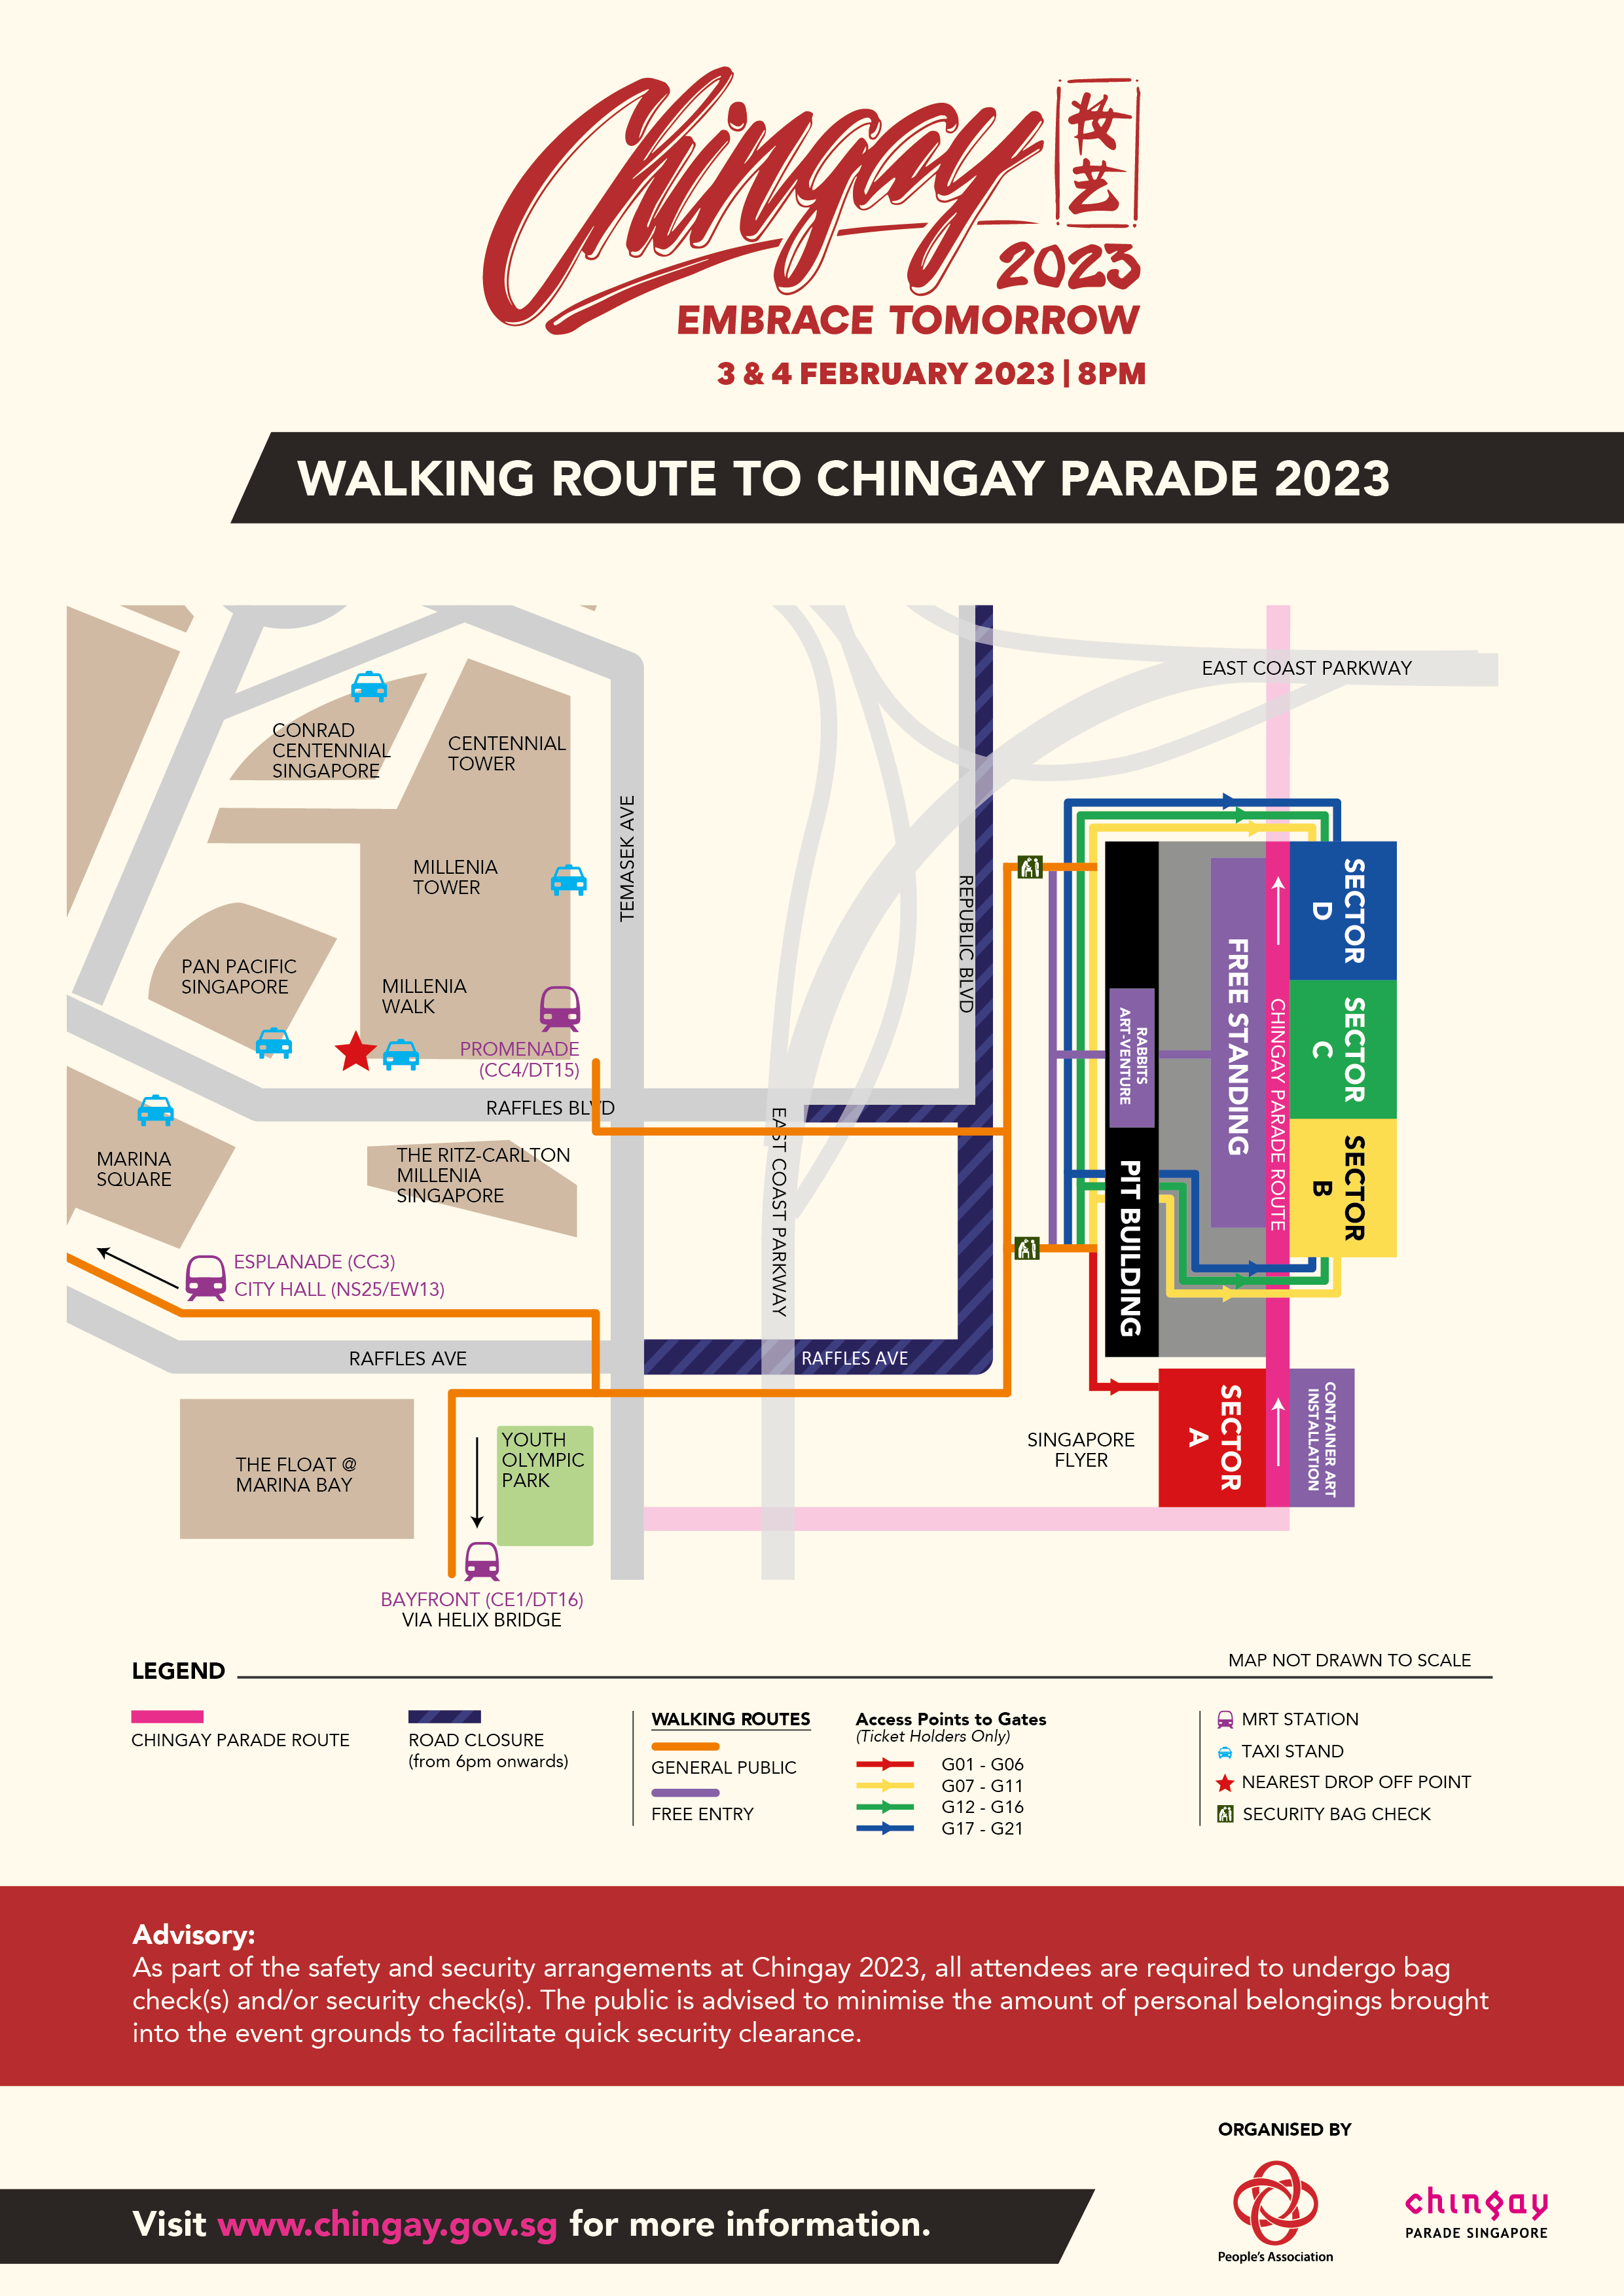 Chingay
妆艺
2023
EMBRACE TOMORROW
3 & 4 FEBRUARY 2023 | 8PM
WALKING ROUTE TO CHINGAY PARADE 2023
EAST COAST PARKWAY
CONRAD
CENTENNIAL
SINGAPORE
CENTENNIAL
TOWER
TEMASEK AVE
MILLENIA
TOWER
REPUBLIC BLVD
PAN PACIFIC
SINGAPORE
MILLENIA
WALK
PROMENADE
(CC4/DT15)
RAFFLES BLVD
EAST COAST PARKWAY
MARINA
SQUARE
THE RITZ-CARLTON
MILLENIA
SINGAPORE
ESPLANADE (CC3)
CITY HALL (NS25/EW13)
RAFFLES AVE
RAFFLES AVE
THE FLOAT @
MARINA BAY
YOUTH
OLYMPIC
PARK
BAYFRONT (CE1/DT16)
VIA HELIX BRIDGE
SINGAPORE
FLYER
PIT BUILDING
RABBITS
ART-VENTURE
FREE STANDING
CHINGAY PARADE ROUTE
SECTOR
D
SECTOR
C
SECTOR
B
SECTOR
A
CONTAINER ART
INSTALLATION
MAP NOT DRAWN TO SCALE
LEGEND
CHINGAY PARADE ROUTE
ROAD CLOSURE
(from 6pm onwards)
WALKING ROUTES
GENERAL PUBLIC
FREE ENTRY
Access Points to Gates
(Ticket Holders Only)
G01 - G06
G07 - G11
G12 - G16
G17 - G21
MRT STATION
TAXI STAND
NEAREST DROP OFF POINT
SECURITY BAG CHECK
Advisory:
As part of the safety and security arrangements at Chingay 2023, all attendees are required to undergo bag
check(s) and/or security check(s). The public is advised to minimise the amount of personal belongings brought
into the event grounds to facilitate quick security clearance.
ORGANISED BY
People's Association
chingay
PARADE SINGAPORE
Visit www.chingay.gov.sg for more information.